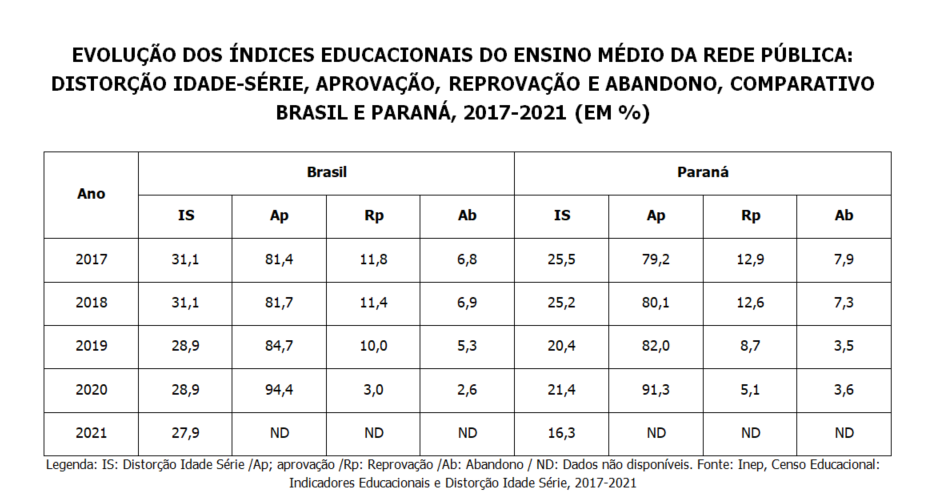 EVOLUÇÃO DOS ÍNDICES EDUCACIONAIS DO ENSINO MÉDIO DA REDE PÚBLICA:
DISTORÇÃO IDADE-SÉRIE, APROVAÇÃO, REPROVAÇÃO E ABANDONO, COMPARATIVO
BRASIL E PARANÁ, 2017-2021 (EM %)
Ano Brasil Paraná
IS Ap Rp Ab IS Ap Rp Ab
2017 31,1 81,4 11,8 6,8 25,5 79,2 12,9 7,9
2018 31,1 81,7 11,4 6,9 25,2 80,1 12,6 7,3
2019 28,9 84,7 10,0 5,3 20,4 82,0 8,7 3,5
2020 28,9 94,4 3,0 2,6 21,4 91,3 5,1 3,6
2021 27,9 ND ND ND 16,3 ND ND ND
Legenda: IS: Distorção Idade Série /Ap; aprovação /Rp: Reprovação /Ab: Abandono / ND: Dados não disponíveis. Fonte: Inep, Censo Educacional:
Indicadores Educacionais e Distorção Idade Série, 2017-2021